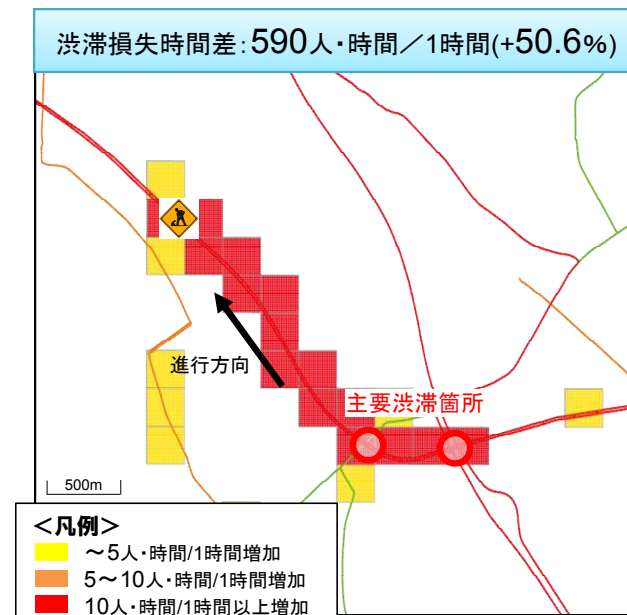 渋滞損失時間差：590人・時間／1時間(+50.6%)
進行方向
主要渋滞箇所
500m
＜凡例＞
～5人・時間/1時間増加
5～10人・時間/1時間増加
10人・時間/1時間以上増加